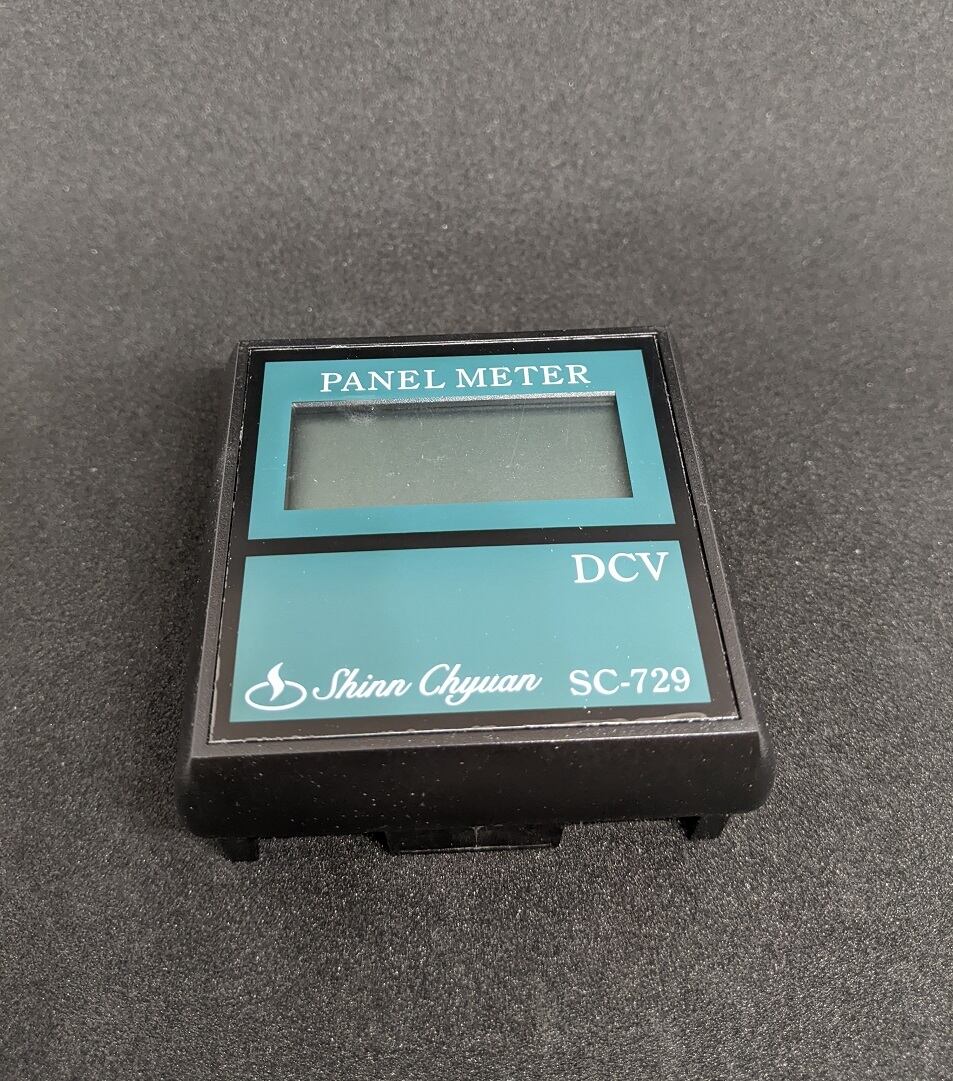 PANEL METER
DCV
Shinn Chyuan SC-729